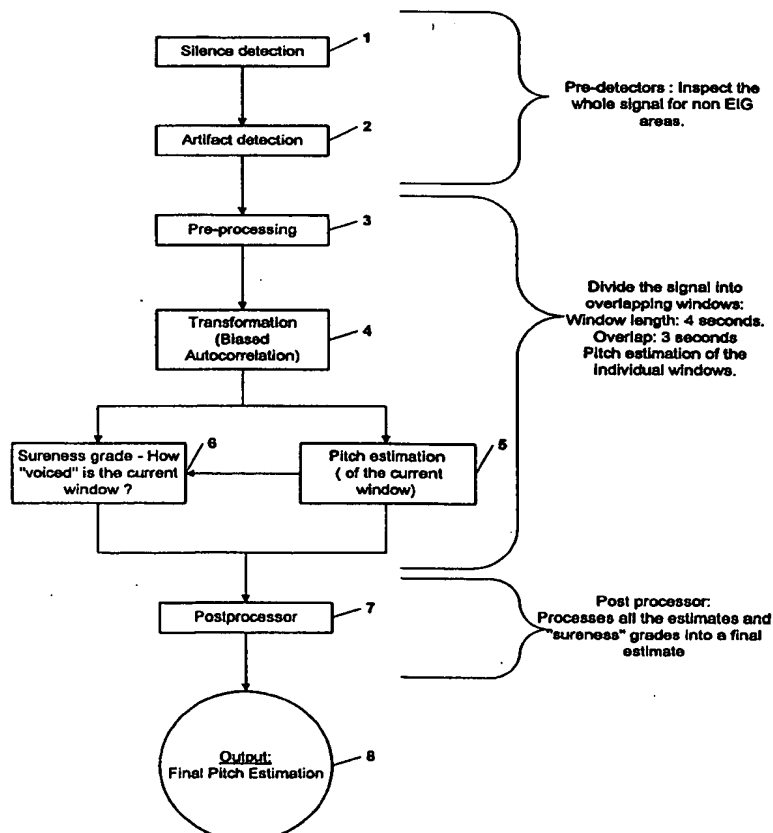 Silence detection
1
Pre-detectors : Inspect the
whole signal for non EIG
areas.
Artifact detection
2
Pre-processing
3
Transformation
(Biased
Autocorrelation)
4
Divide the signal into
overlapping windows:
Window length: 4 seconds.
Overlap: 3 seconds
Pitch estimation of the
individual windows.
Sureness grade - How
"voiced" is the current
window ?
6
Pitch estimation
( of the current
window)
5
Postprocessor
7
Post processor:
Processes all the estimates and
"sureness" grades into a final
estimate
Output:
Final Pitch Estimation
8